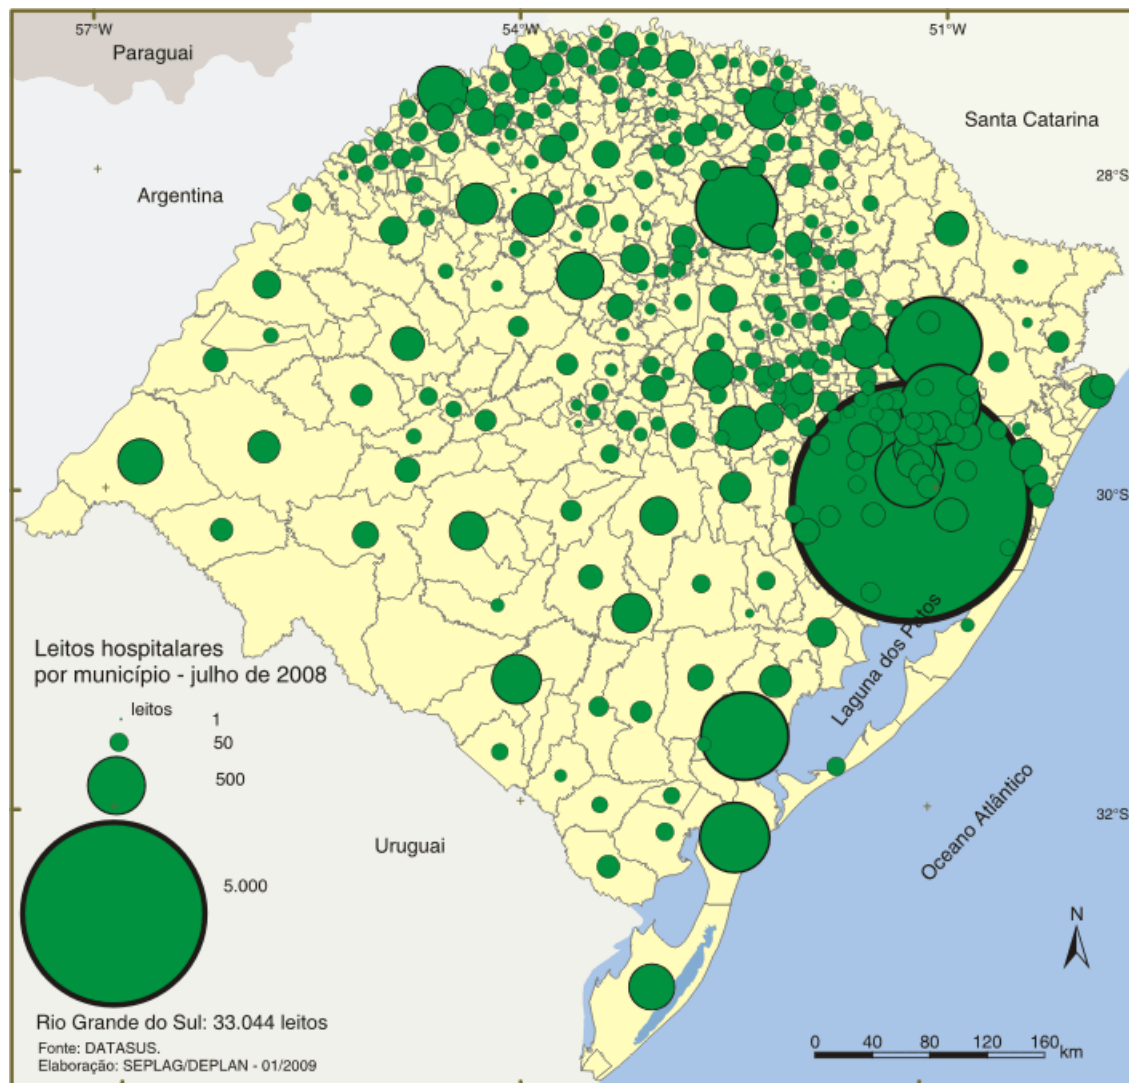 57°W
54°W
51°W
Paraguai
Santa Catarina
28°S
Argentina
30°S
Leitos hospitalares
por município - julho de 2008
leitos
1
50
500
5.000
Laguna dos Patos
32°S
Oceano Atlântico
Uruguai
N
Rio Grande do Sul: 33.044 leitos
Fonte: DATASUS.
Elaboração: SEPLAG/DEPLAN - 01/2009
0 40 80 120 160
km